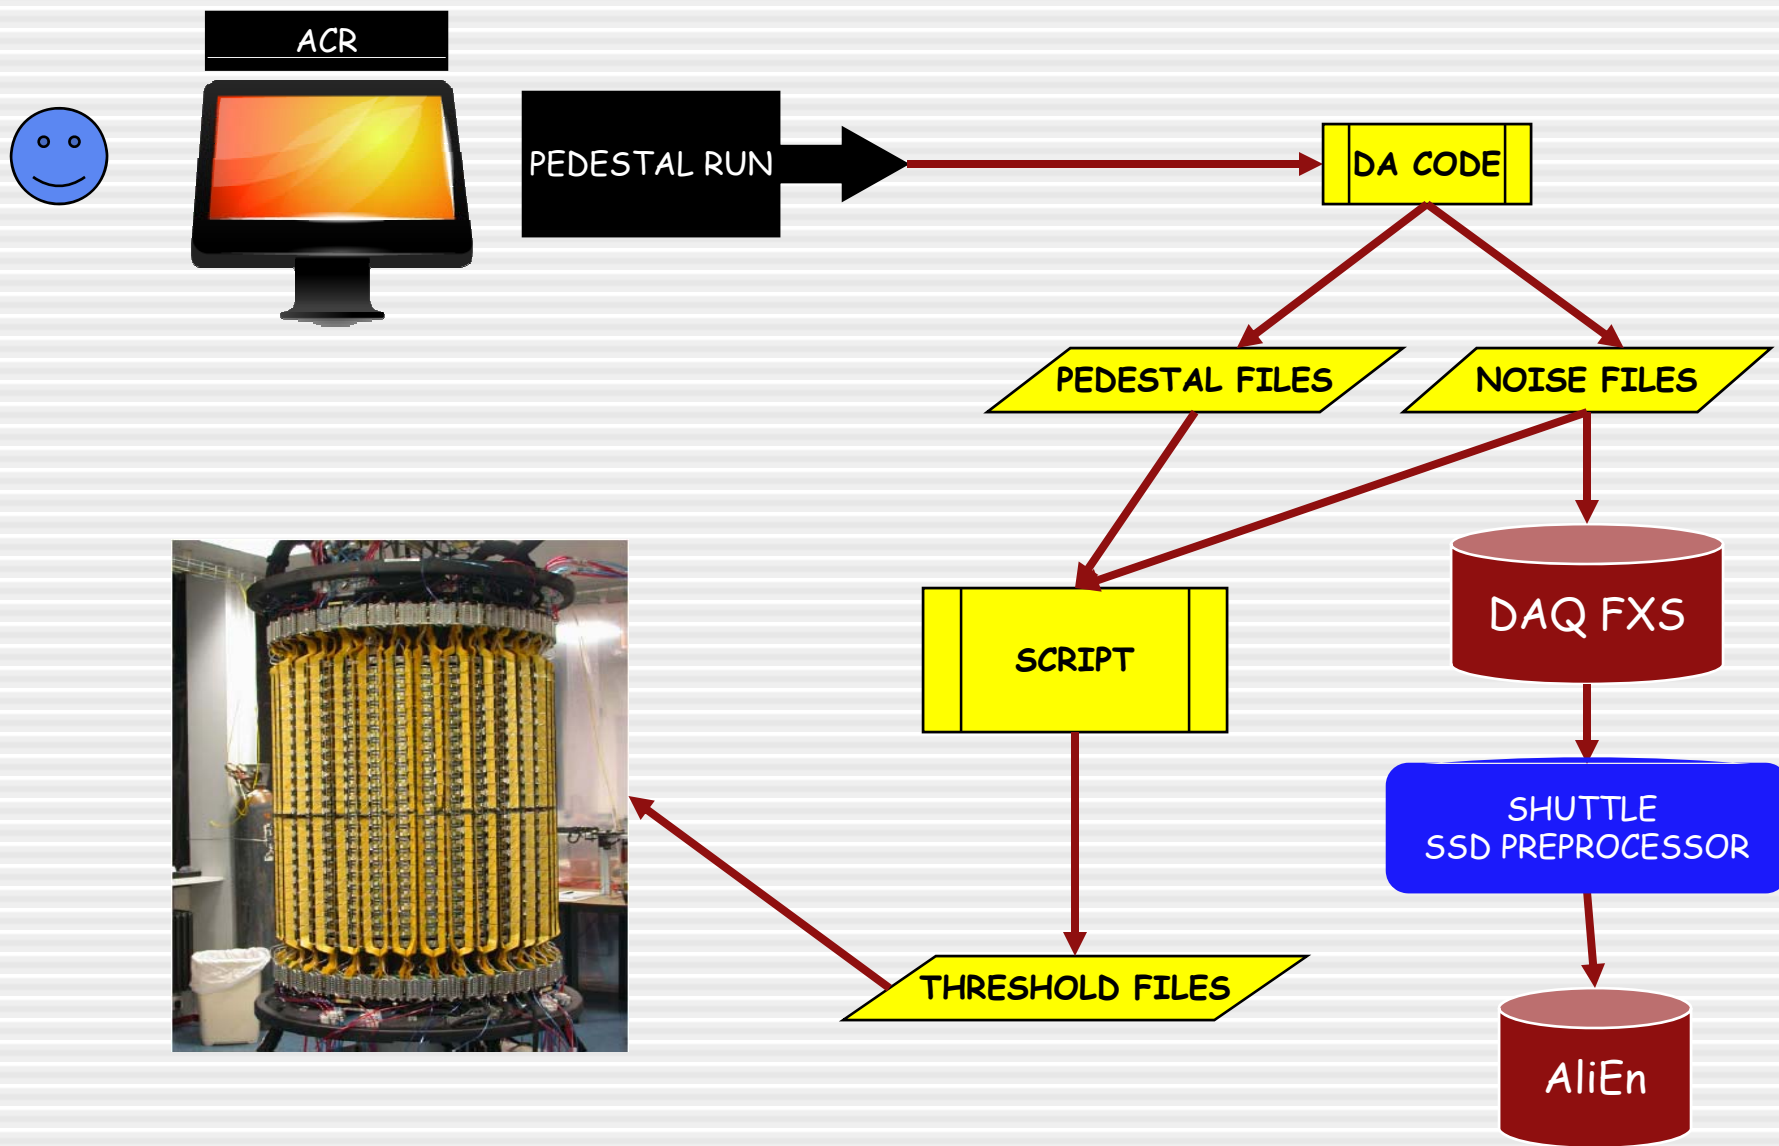 ACR
PEDESTAL RUN
DA CODE
PEDESTAL FILES
NOISE FILES
DAQ FXS
SCRIPT
SHUTTLE
SSD PREPROCESSOR
THRESHOLD FILES
AliEn